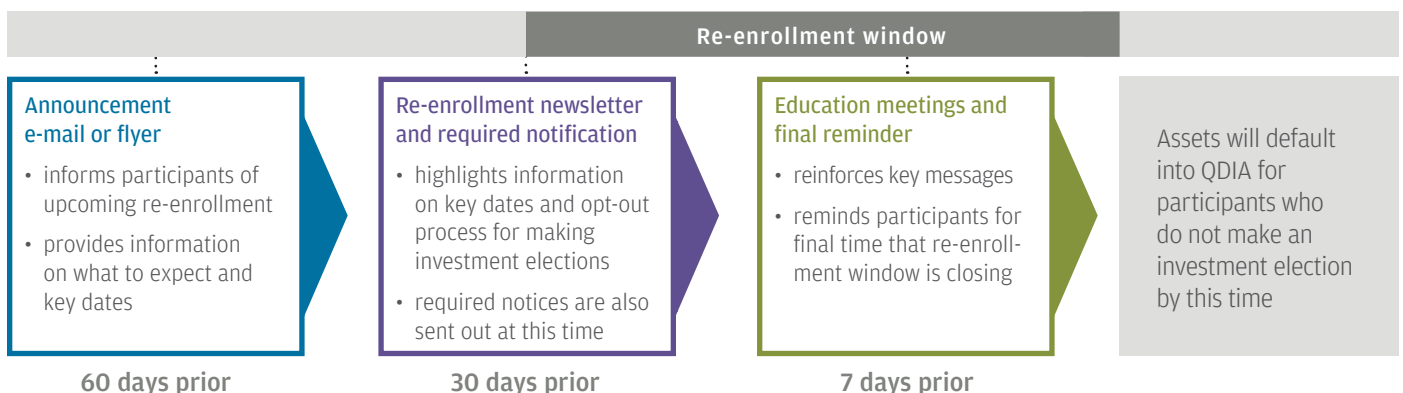 Re-enrollment window
Announcement
e-mail or flyer
• informs participants of
upcoming re-enrollment
• provides information
on what to expect and
key dates
60 days prior
Re-enrollment newsletter
and required notification
• highlights information
on key dates and opt-out
process for making
investment elections
• required notices are also
sent out at this time
30 days prior
Education meetings and
final reminder
• reinforces key messages
• reminds participants for
final time that re-enroll-
ment window is closing
7 days prior
Assets will default
into QDIA for
participants who
do not make an
investment election
by this time